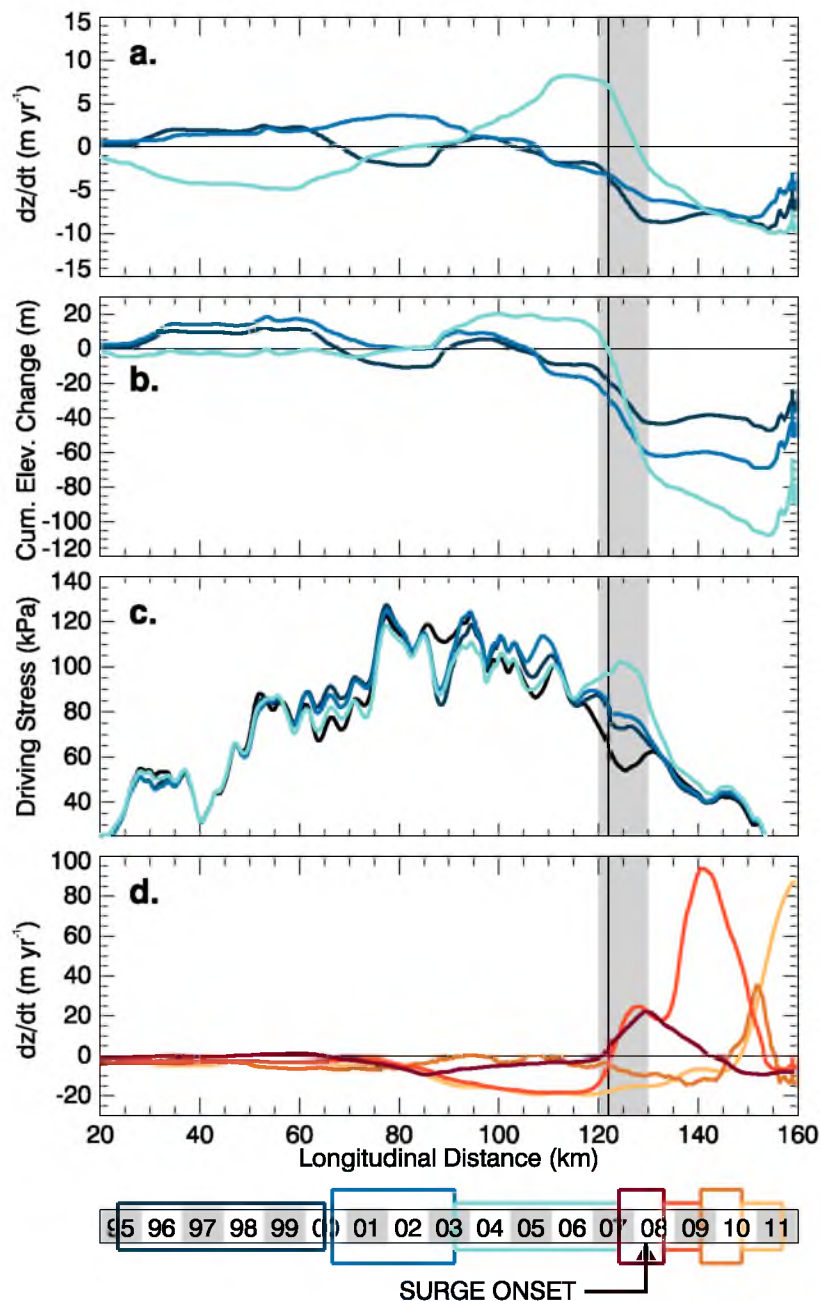 a.
15
10
5
0
-5
-10
-15
dz/dt (m yr⁻¹)
b.
20
0
-20
-40
-60
-80
-100
-120
Cum. Elev. Change (m)
c.
140
120
100
80
60
40
Driving Stress (kPa)
d.
100
80
60
40
20
0
-20
dz/dt (m yr⁻¹)
20 40 60 80 100 120 140 160
Longitudinal Distance (km)
95 96 97 98 99 00 01 02 03 04 05 06 07 08 09 10 11
SURGE ONSET